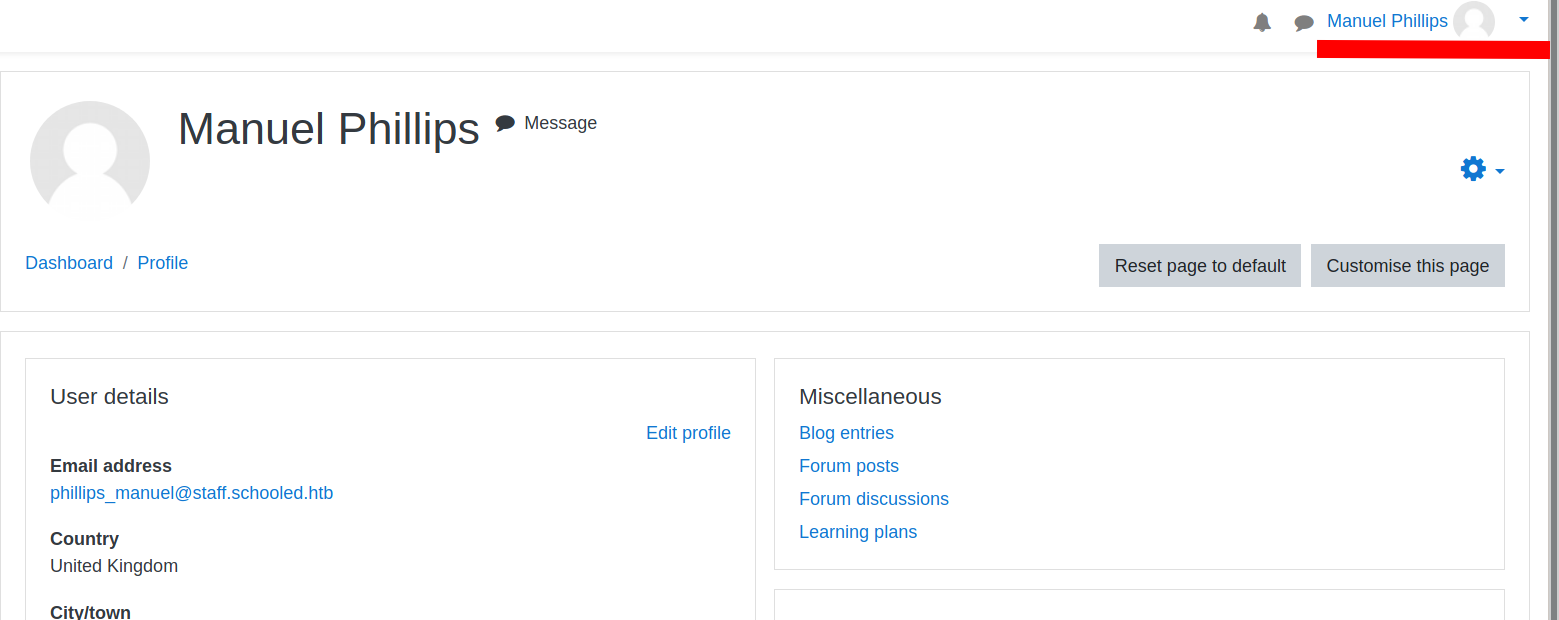 Manuel Phillips
Manuel Phillips Message
Dashboard / Profile
Reset page to default Customise this page
User details
Edit profile
Email address
phillips_manuel@staff.schooled.htb
Country
United Kingdom
City/town
Miscellaneous
Blog entries
Forum posts
Forum discussions
Learning plans